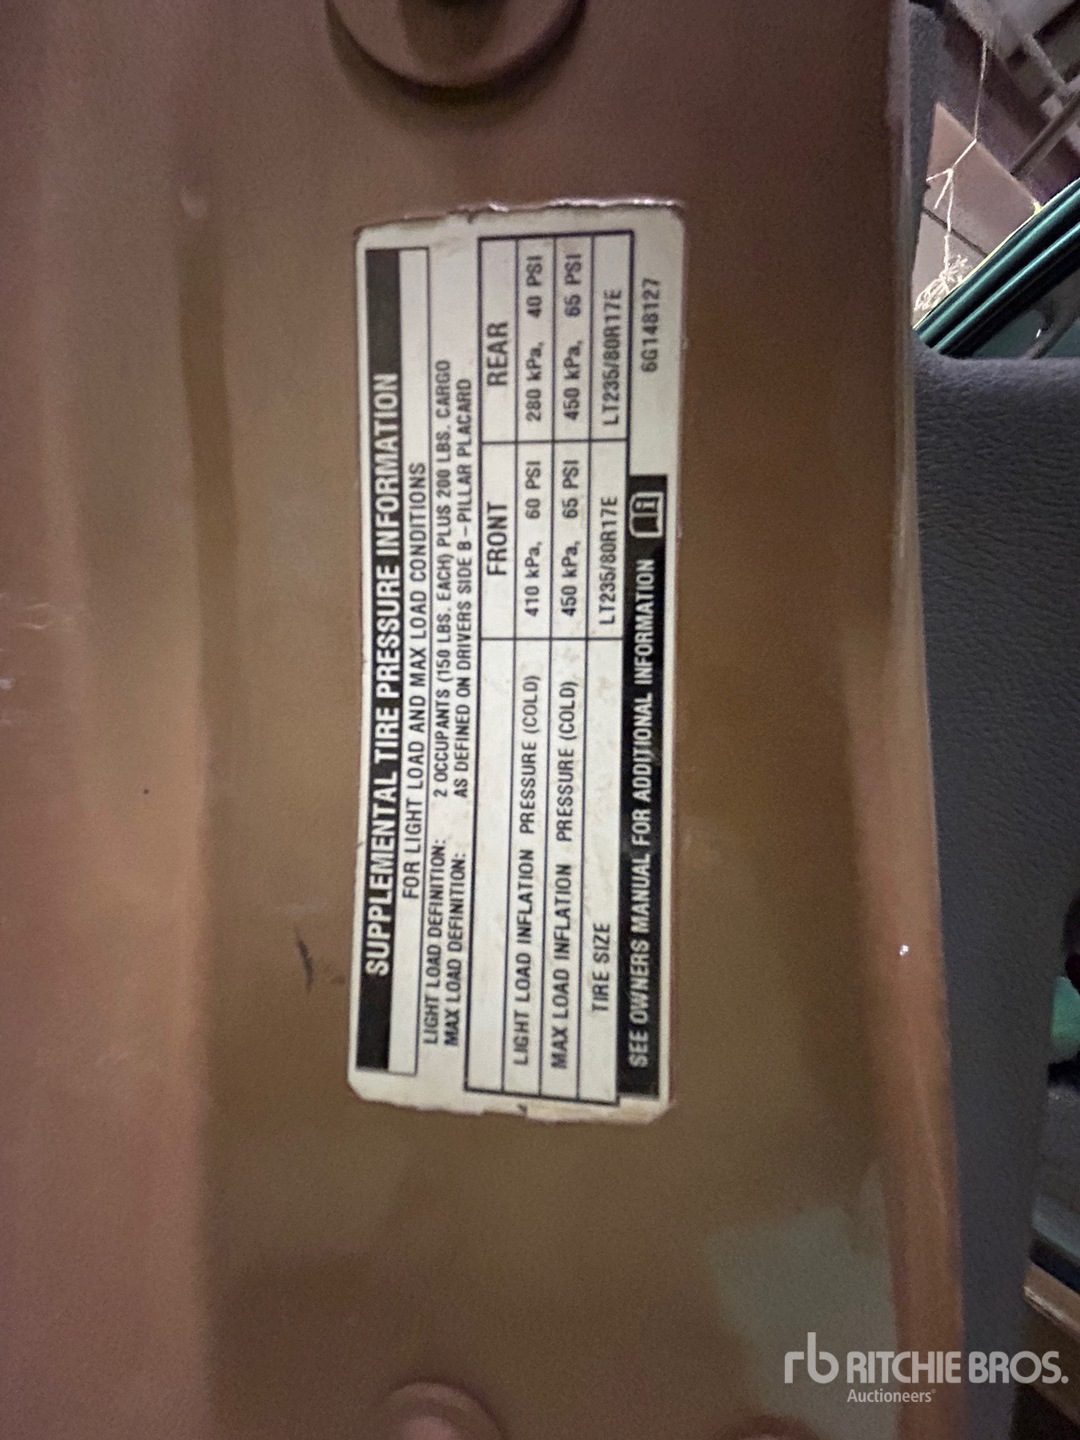 SUPPLEMENTAL TIRE PRESSURE INFORMATION
FOR LIGHT LOAD AND MAX LOAD CONDITIONS
LIGHT LOAD DEFINITION: 2 OCCUPANTS (150 LBS. EACH) PLUS 200 LBS. CARGO
MAX LOAD DEFINITION: AS DEFINED ON DRIVERS SIDE B-PILLAR PLACARD
FRONT REAR
LIGHT LOAD INFLATION PRESSURE (COLD) 410 kPa, 60 PSI 280 kPa, 40 PSI
MAX LOAD INFLATION PRESSURE (COLD) 450 kPa, 65 PSI 450 kPa, 65 PSI
TIRE SIZE LT235/80R17E LT235/80R17E
SEE OWNERS MANUAL FOR ADDITIONAL INFORMATION 6G148127
rb RITCHIE BROS.
Auctioneers